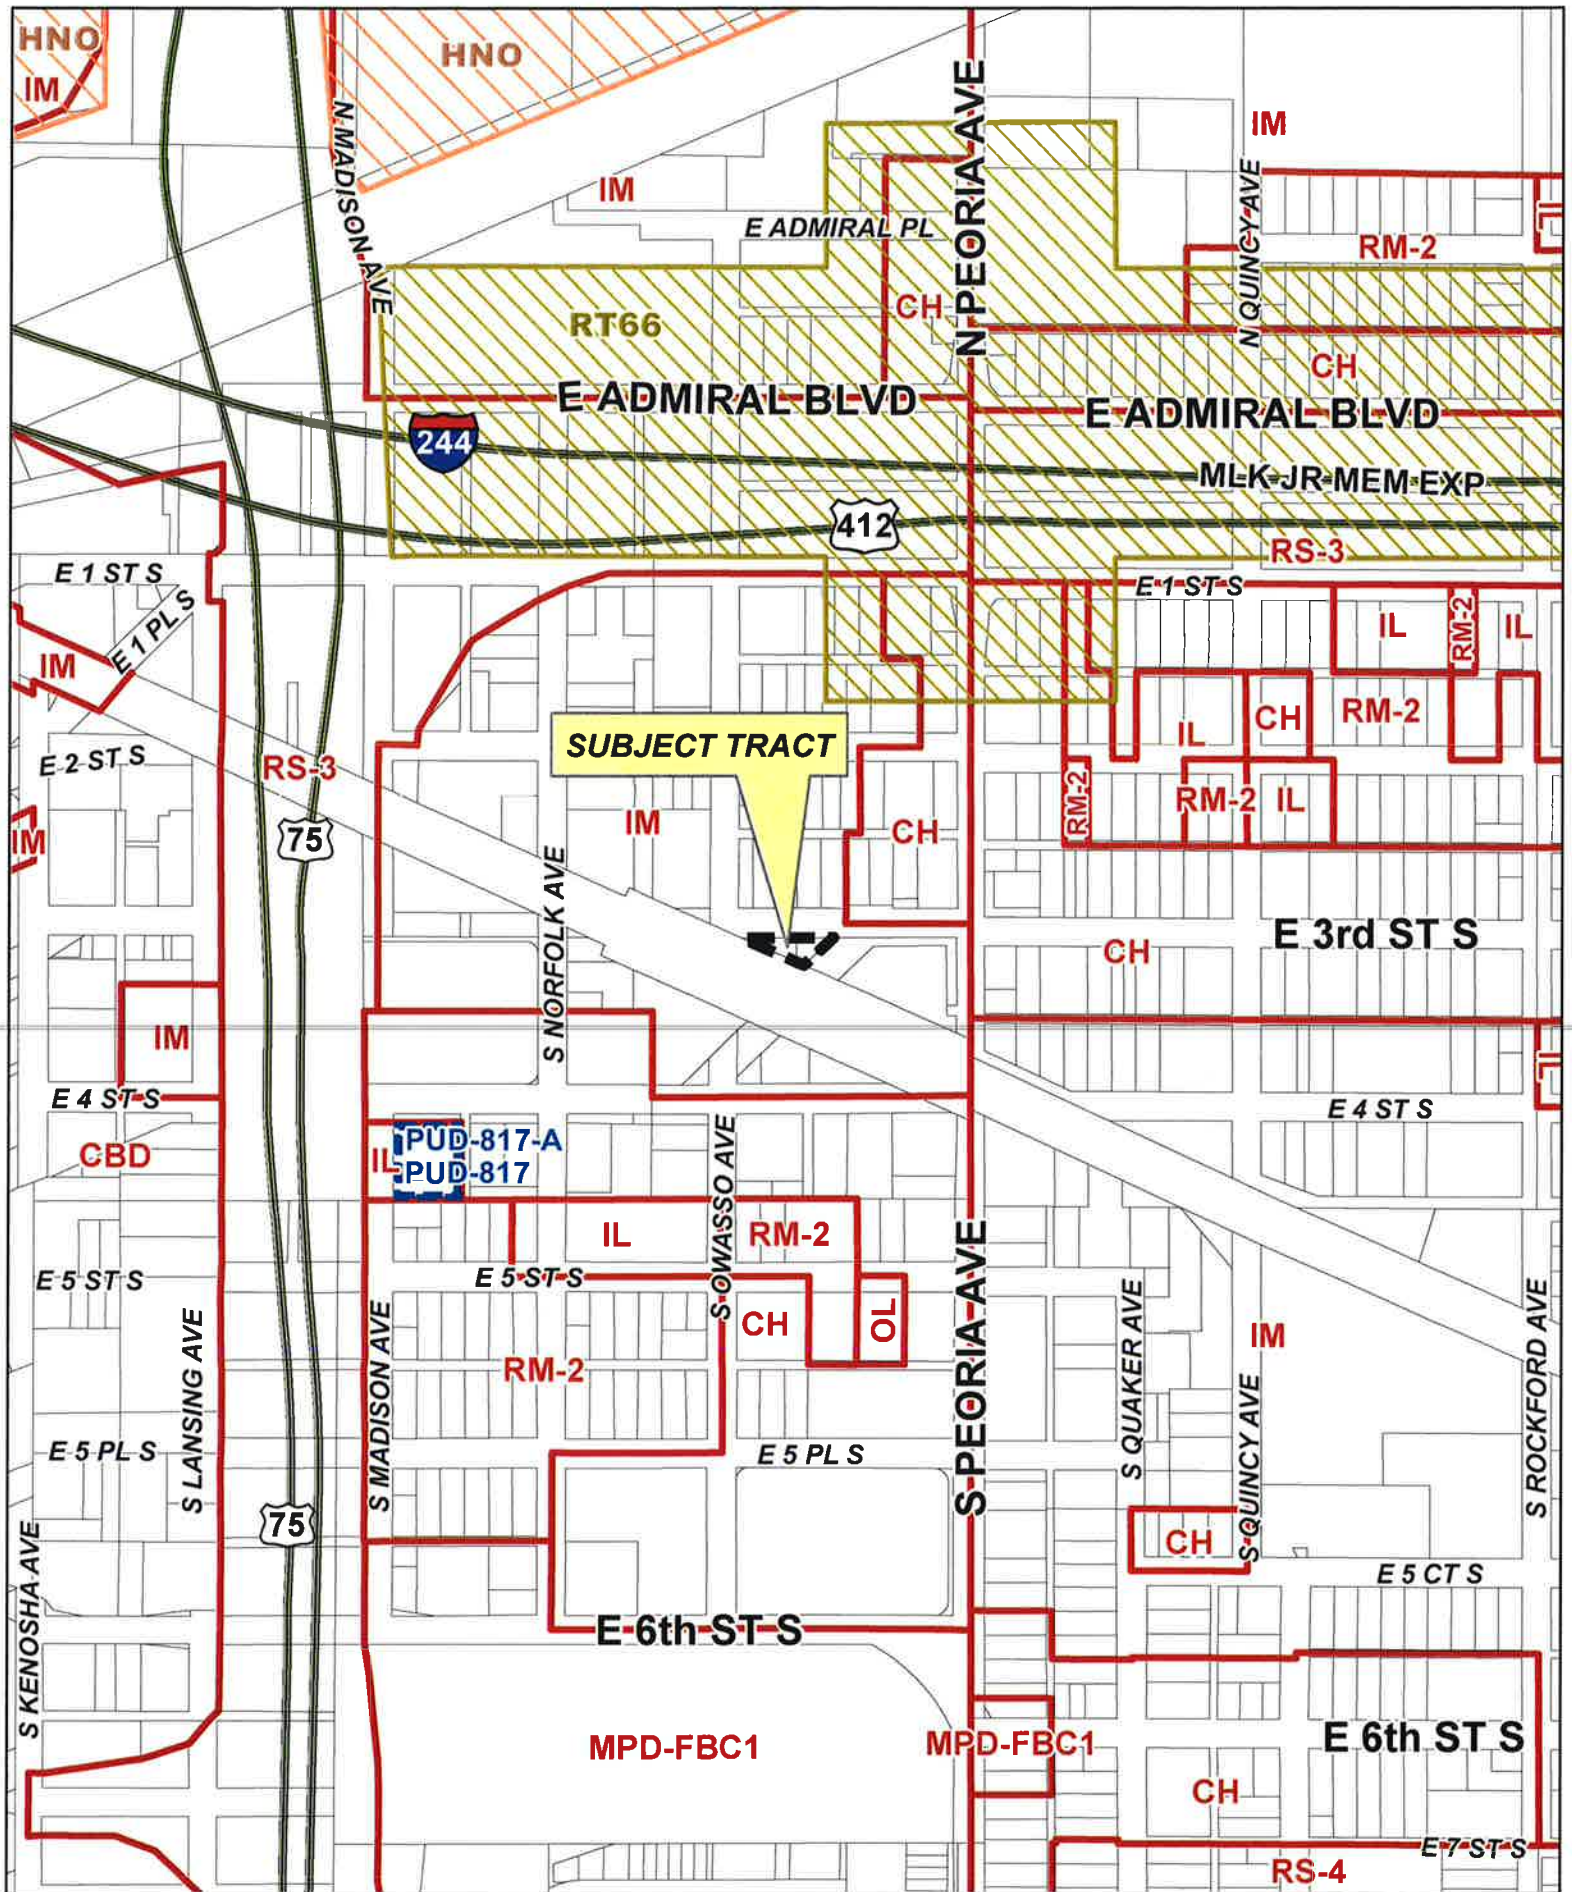 HNO
HNO
IM
N MADISON AVE
N PEORIA AVE
IM
IM
N QUINCY AVE
IL
E ADMIRAL PL
RM-2
CH
RT66
CH
E ADMIRAL BLVD
E ADMIRAL BLVD
244
MLK JR MEM EXP
412
RS-3
E 1 ST S
E 1 ST S
E 1 PL S
IL
RM-2
IL
IM
IL
CH
RM-2
SUBJECT TRACT
E 2 ST S
RS-3
RM-2
RM-2
IL
IM
75
IM
CH
S NORFOLK AVE
E 3rd ST S
CH
IM
IL
E 4 ST S
E 4 ST S
CBD
IL
PUD-817-A
PUD-817
S OWASSO AVE
IL
RM-2
S PEORIA AVE
E 5 ST S
E 5 ST S
CH
OL
S QUAKER AVE
IM
S ROCKFORD AVE
S LANSING AVE
S MADISON AVE
RM-2
S QUINCY AVE
E 5 PL S
E 5 PL S
75
CH
S KENOSHA AVE
E 5 CT S
E 6th ST S
MPD-FBC1
MPD-FBC1
E 6th ST S
CH
E 7 ST S
RS-4